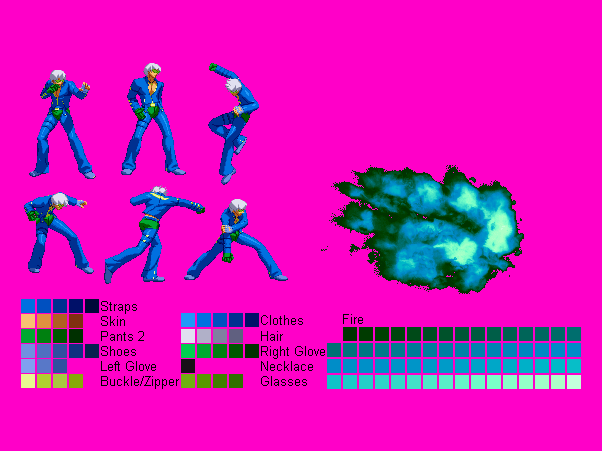 Straps
Skin
Pants 2
Shoes
Left Glove
Buckle/Zipper
Clothes
Hair
Right Glove
Necklace
Glasses
Fire